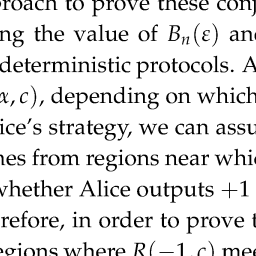 proach to prove these conj
ng the value of B_n(ε) and
deterministic protocols. A
α, c), depending on which
ice's strategy, we can assu
nes from regions near whic
whether Alice outputs +1
refore, in order to prove t
egions where R(−1, c) mee